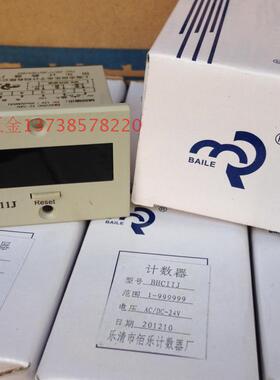 金13738578220
11J
Reset
BAILE
BAILE
计数器
型号 BHC11J
范围 1-999999
电压 AC/DC-24V
日期 201210
乐清市佰乐计数器厂